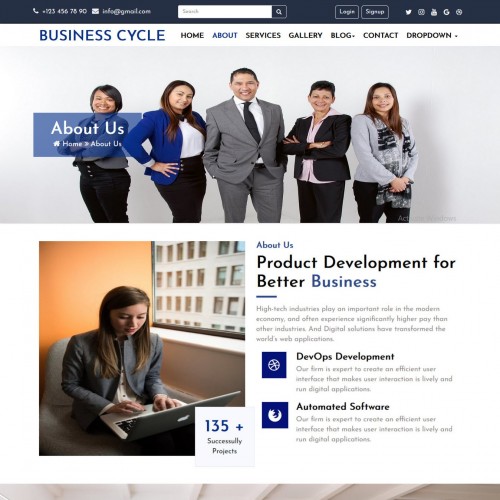 +123 456 78 90 info@gmail.com Search Login Signup
BUSINESS CYCLE HOME ABOUT SERVICES GALLERY BLOG CONTACT DROPDOWN
About Us
Home » About Us
About Us
Product Development for
Better Business
High-tech industries play an important role in the modern
economy, and often experience significantly higher pay than
other industries. And Digital solutions have transformed the
world's web applications.
DevOps Development
Our firm is expert to create an efficient user
interface that makes user interaction is lively and
run digital applications.
Automated Software
Our firm is expert to create an efficient user
interface that makes user interaction is lively and
run digital applications.
135 +
Successully
Projects